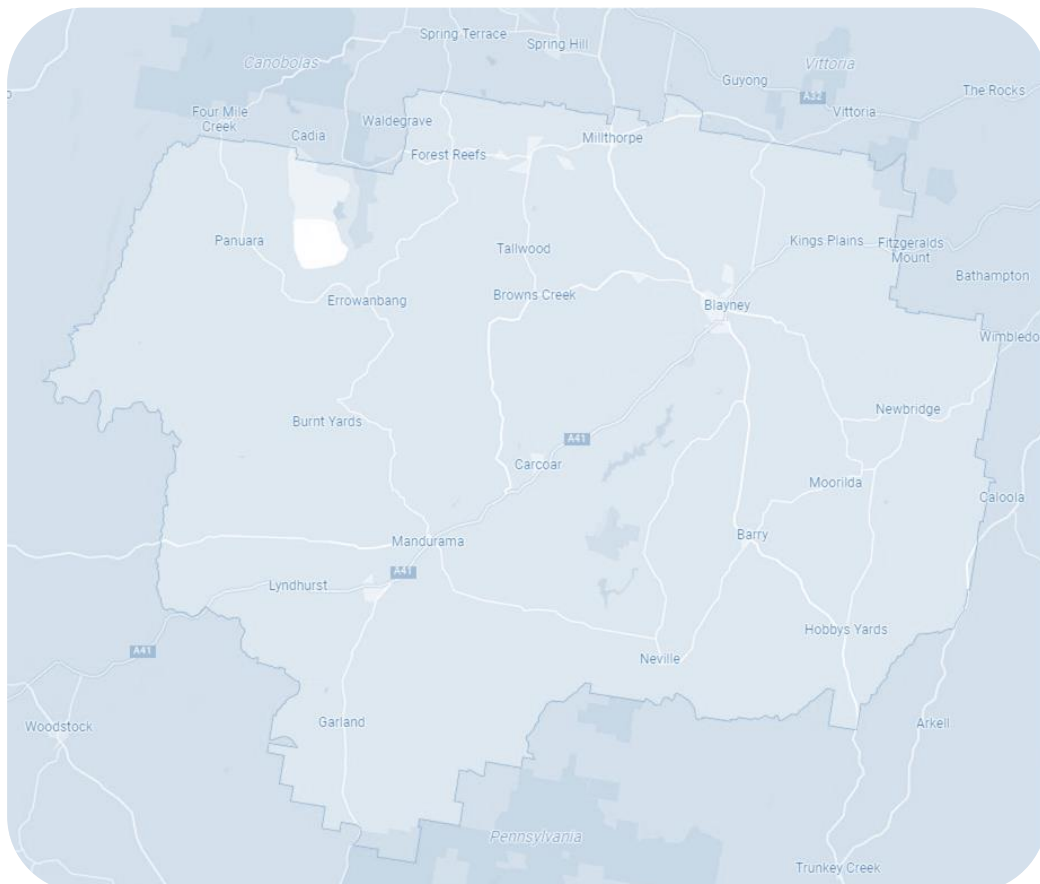 Spring Terrace
Spring Hill
Canobolas
Vittoria
Guyong
The Rocks
A32
Four Mile
Creek
Vittoria
Waldegrave
Cadia
Millthorpe
Forest Reefs
Panuara
Tallwood
Kings Plains
Fitzgeralds
Mount
Bathampton
Errowanbang
Browns Creek
Blayney
Wimbledo
Burnt Yards
Newbridge
A41
Carcoar
Moorilda
Caloola
Mandurama
Barry
A41
Lyndhurst
Hobbys Yards
A41
Neville
Woodstock
Garland
Arkell
Pennsylvania
Trunkey Creek